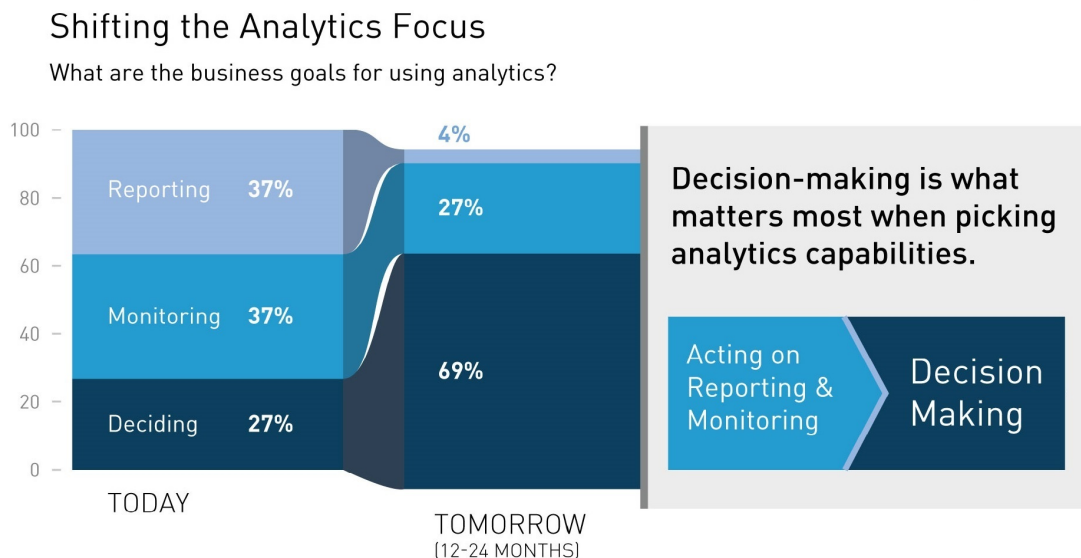 Shifting the Analytics Focus
What are the business goals for using analytics?
100
80
60
40
20
0
Reporting 37%
Monitoring 37%
Deciding 27%
TODAY
4%
27%
69%
TOMORROW
(12-24 MONTHS)
Decision-making is what
matters most when picking
analytics capabilities.
Acting on
Reporting &
Monitoring
Decision
Making